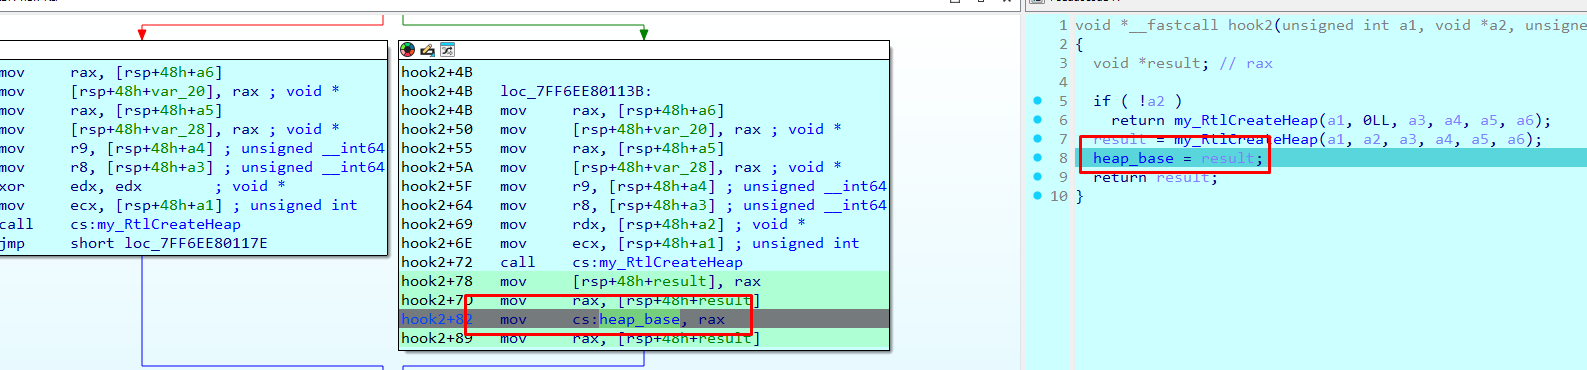 mov rax, [rsp+48h+a6]
mov [rsp+48h+var_20], rax ; void *
mov rax, [rsp+48h+a5]
mov [rsp+48h+var_28], rax ; void *
mov r9, [rsp+48h+a4] ; unsigned __int64
mov r8, [rsp+48h+a3] ; unsigned __int64
xor edx, edx ; void *
mov ecx, [rsp+48h+a1] ; unsigned int
call cs:my_RtlCreateHeap
jmp short loc_7FF6EE80117E
hook2+4B
hook2+4B loc_7FF6EE80113B:
hook2+4B mov rax, [rsp+48h+a6]
hook2+50 mov [rsp+48h+var_20], rax ; void *
hook2+55 mov rax, [rsp+48h+a5]
hook2+5A mov [rsp+48h+var_28], rax ; void *
hook2+5F mov r9, [rsp+48h+a4] ; unsigned __int64
hook2+64 mov r8, [rsp+48h+a3] ; unsigned __int64
hook2+69 mov rdx, [rsp+48h+a2] ; void *
hook2+6E mov ecx, [rsp+48h+a1] ; unsigned int
hook2+72 call cs:my_RtlCreateHeap
hook2+78 mov [rsp+48h+result], rax
hook2+7D mov rax, [rsp+48h+result]
hook2+82 mov cs:heap_base, rax
hook2+89 mov rax, [rsp+48h+result]
1 void *__fastcall hook2(unsigned int a1, void *a2, unsigne
2 {
3 void *result; // rax
4
5 if ( !a2 )
6 return my_RtlCreateHeap(a1, 0LL, a3, a4, a5, a6);
7 result = my_RtlCreateHeap(a1, a2, a3, a4, a5, a6);
8 heap_base = result;
9 return result;
10 }